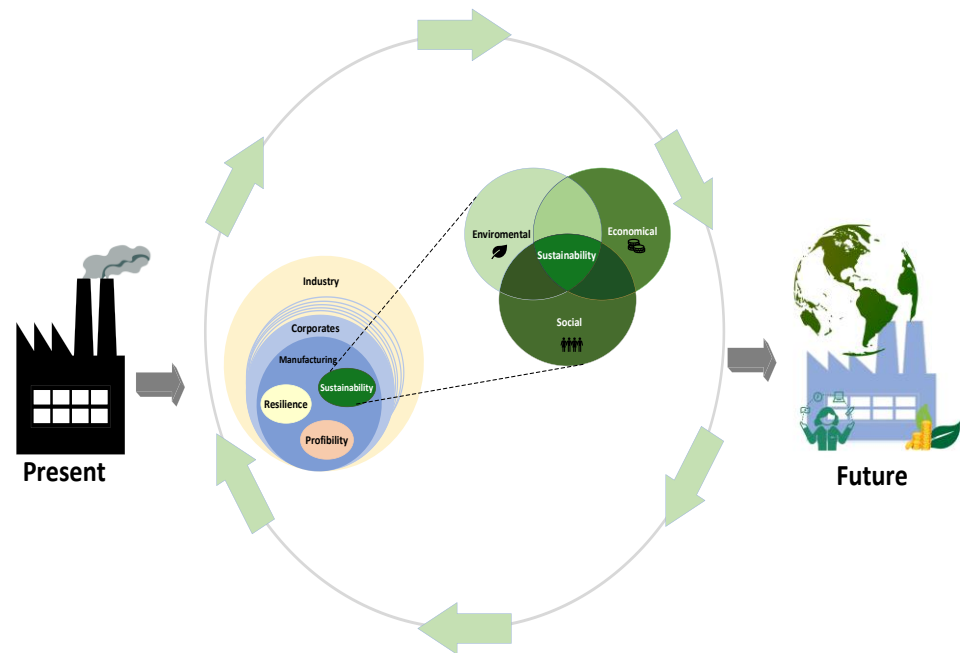 Enviromental
Economical
Sustainability
Social
Industry
Corporates
Manufacturing
Sustainability
Resilience
Profibility
Present
Future